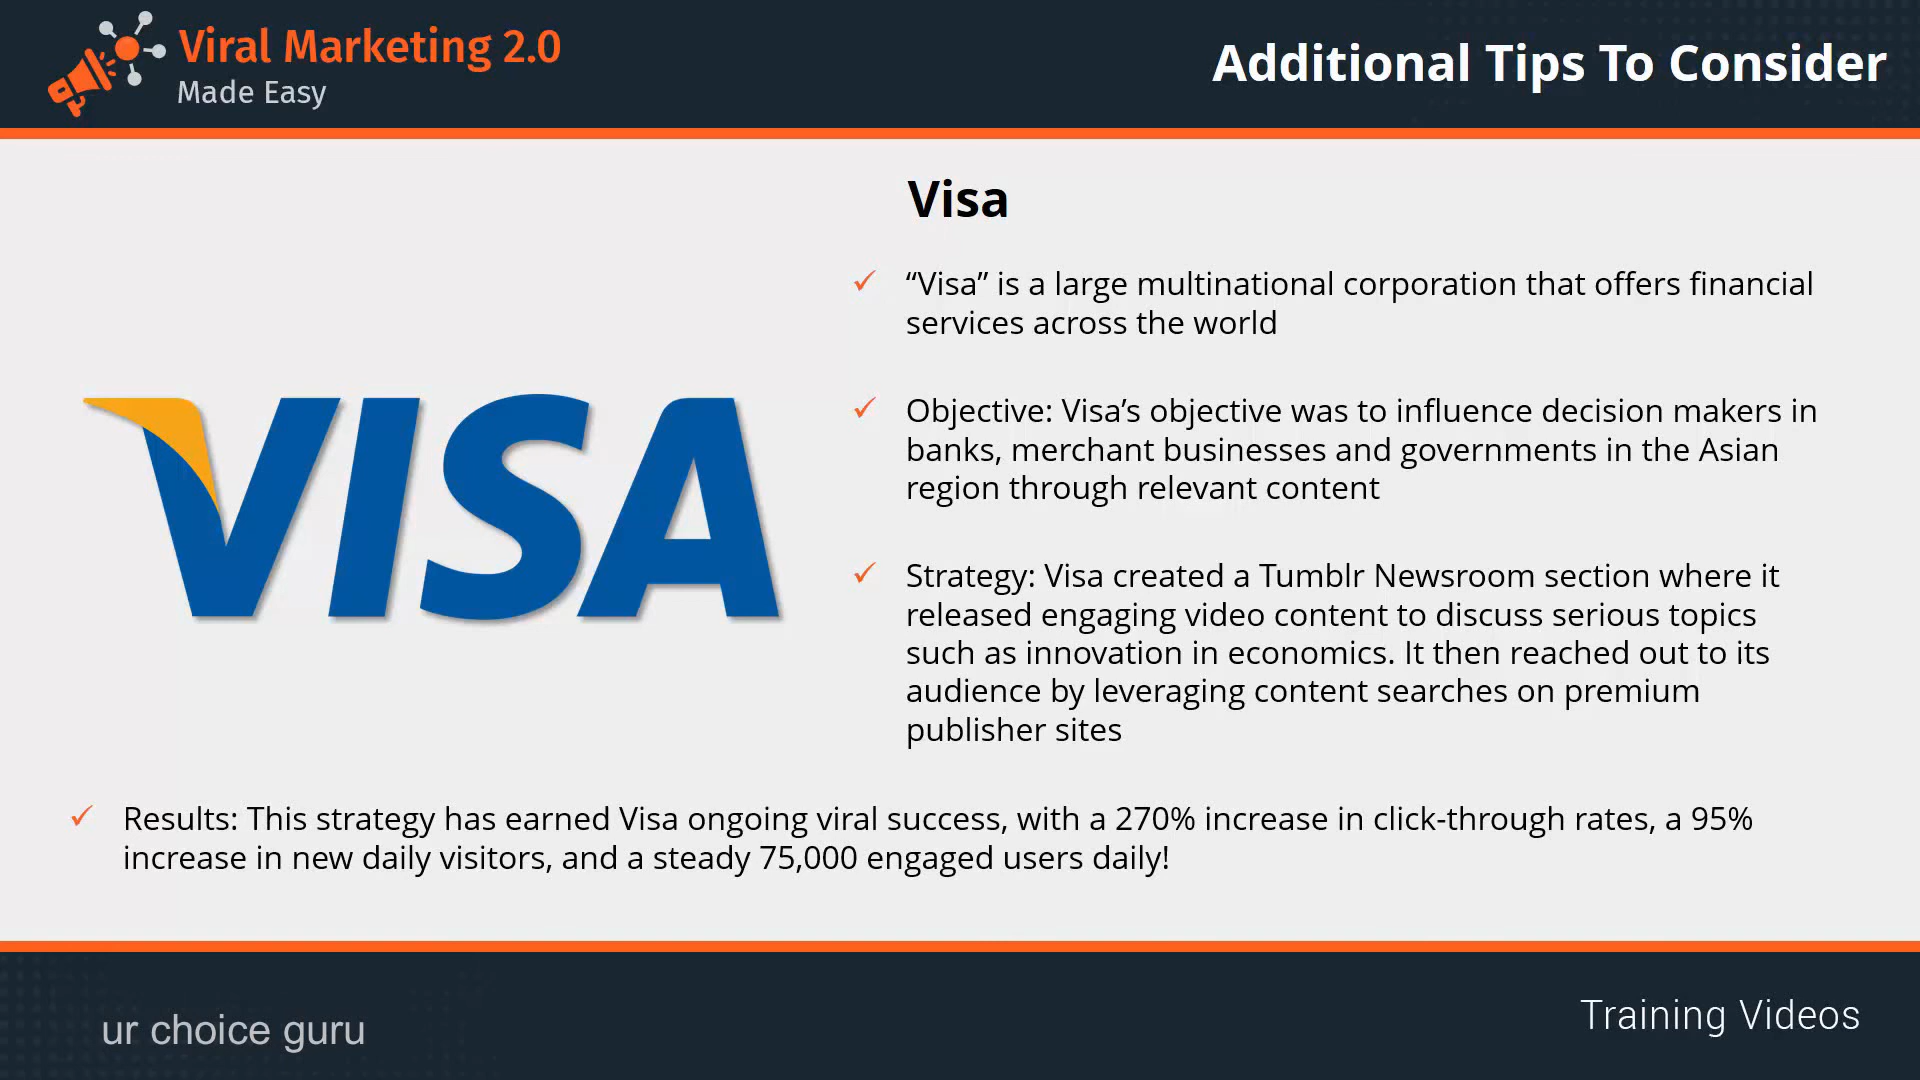 Viral Marketing 2.0
Made Easy
Additional Tips To Consider
Visa
“Visa” is a large multinational corporation that offers financial
services across the world
Objective: Visa’s objective was to influence decision makers in
banks, merchant businesses and governments in the Asian
region through relevant content
VISA
Strategy: Visa created a Tumblr Newsroom section where it
released engaging video content to discuss serious topics
such as innovation in economics. It then reached out to its
audience by leveraging content searches on premium
publisher sites
Results: This strategy has earned Visa ongoing viral success, with a 270% increase in click-through rates, a 95%
increase in new daily visitors, and a steady 75,000 engaged users daily!
ur choice guru
Training Videos